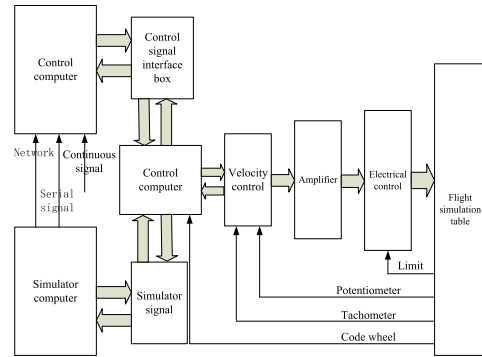 Control
computer
Control
signal
interface
box
Network
Continuous
signal
Serial
signal
Control
computer
Velocity
control
Amplifier
Electrical
control
Flight
simulation
table
Simulator
computer
Simulator
signal
Limit
Potentiometer
Tachometer
Code wheel